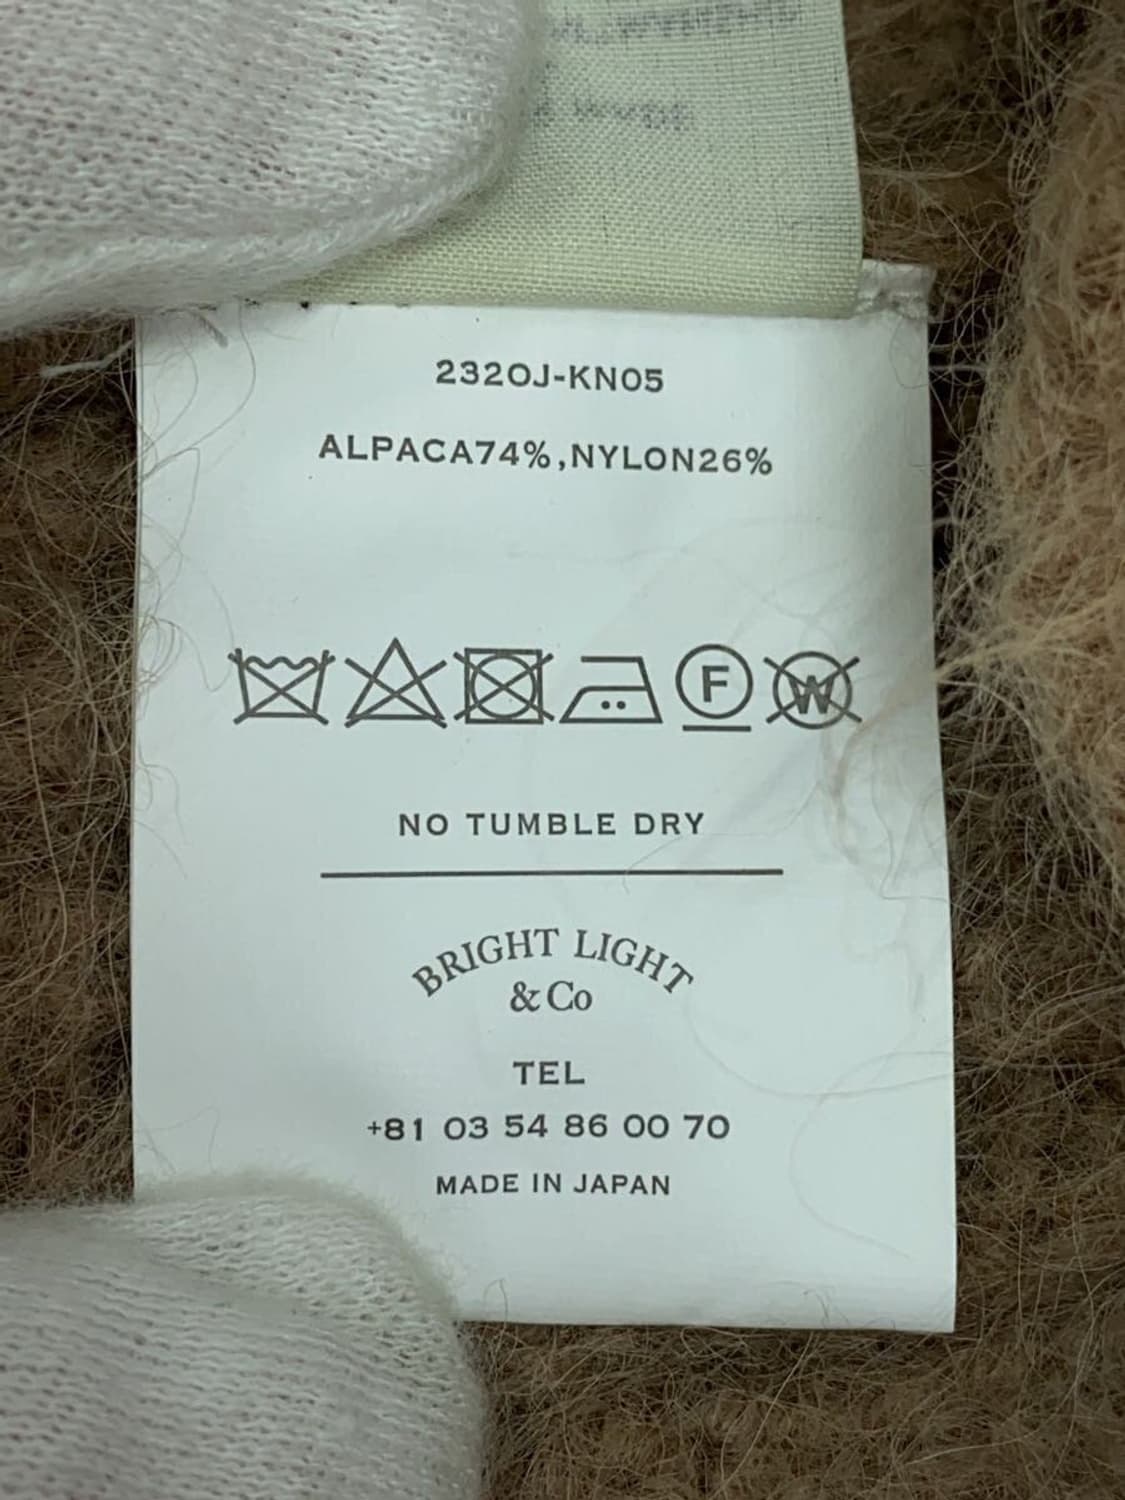 2320J-KN05
ALPACA74%,NYLON26%
F W
NO TUMBLE DRY
BRIGHT LIGHT
& Co
TEL
+81 03 54 86 00 70
MADE IN JAPAN